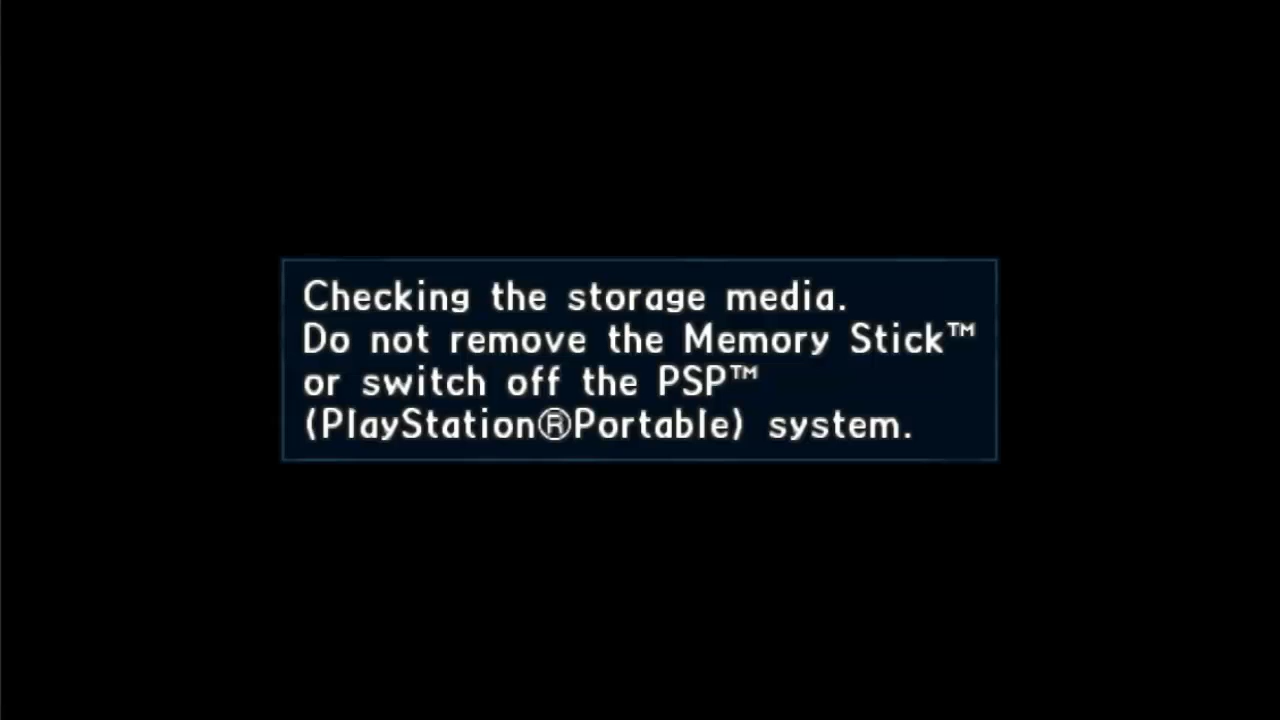 Checking the storage media.
Do not remove the Memory Stick™
or switch off the PSP™
(PlayStation®Portable) system.